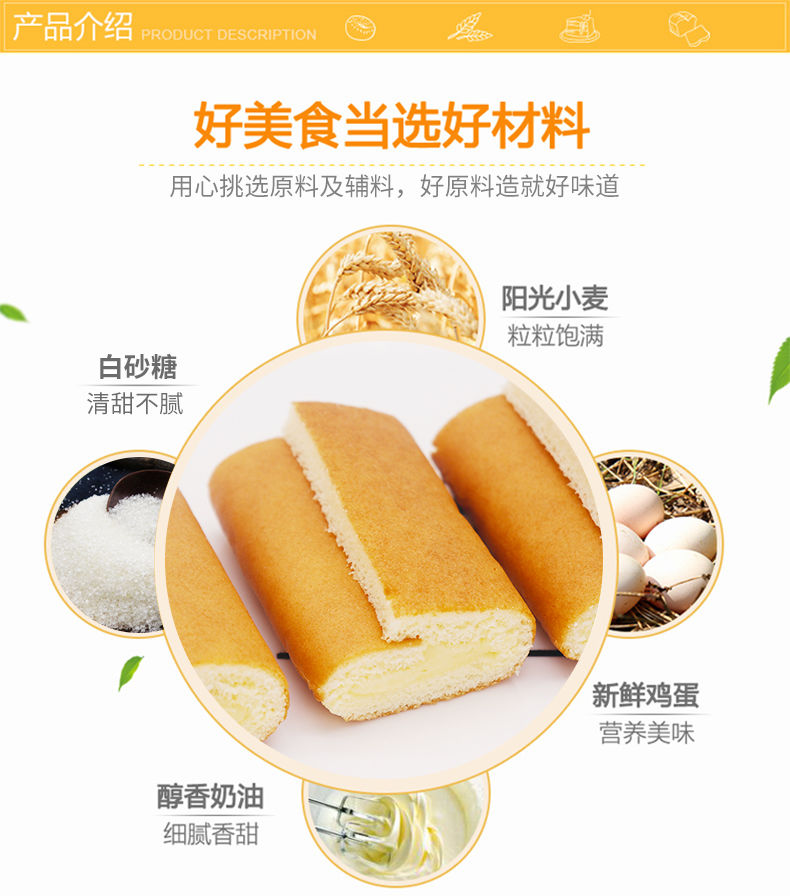 产品介绍 PRODUCT DESCRIPTION
好美食当选好材料
用心挑选原料及辅料，好原料造就好味道
阳光小麦
粒粒饱满
白砂糖
清甜不腻
新鲜鸡蛋
营养美味
醇香奶油
细腻香甜